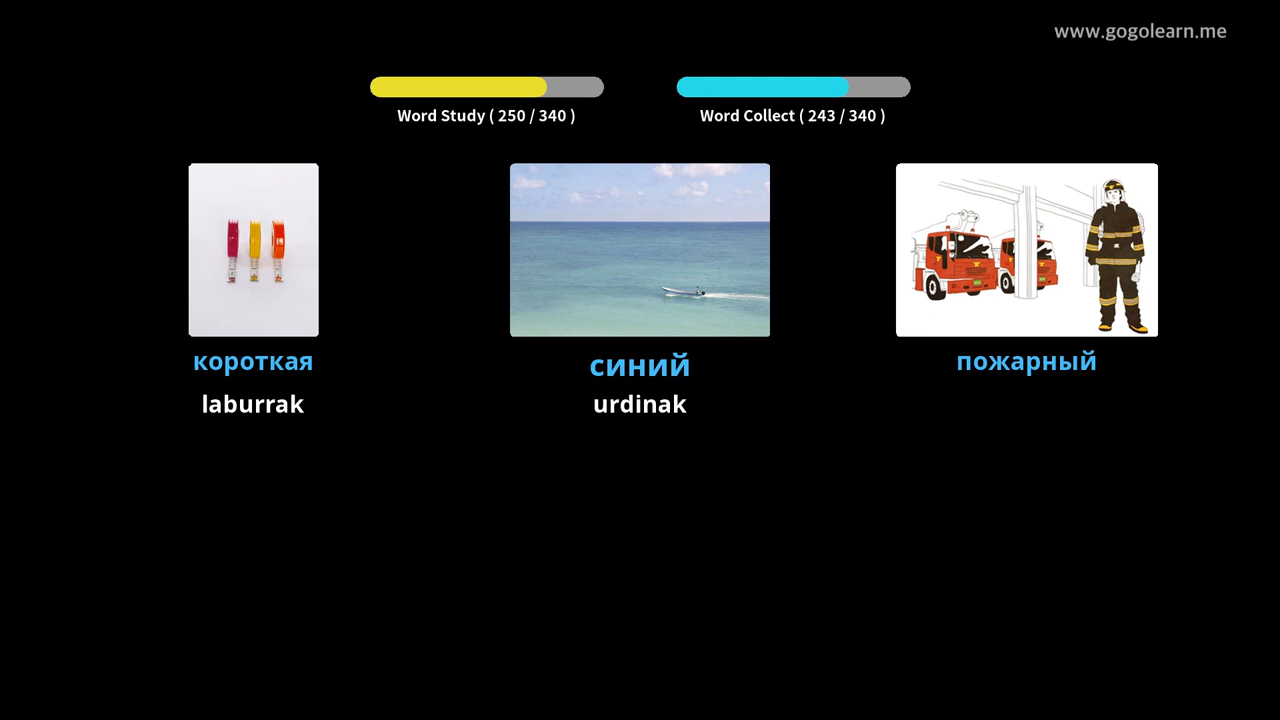 www.gogolearn.me
Word Study ( 250 / 340 )
Word Collect ( 243 / 340 )
короткая
синий
пожарный
laburrak
urdinak